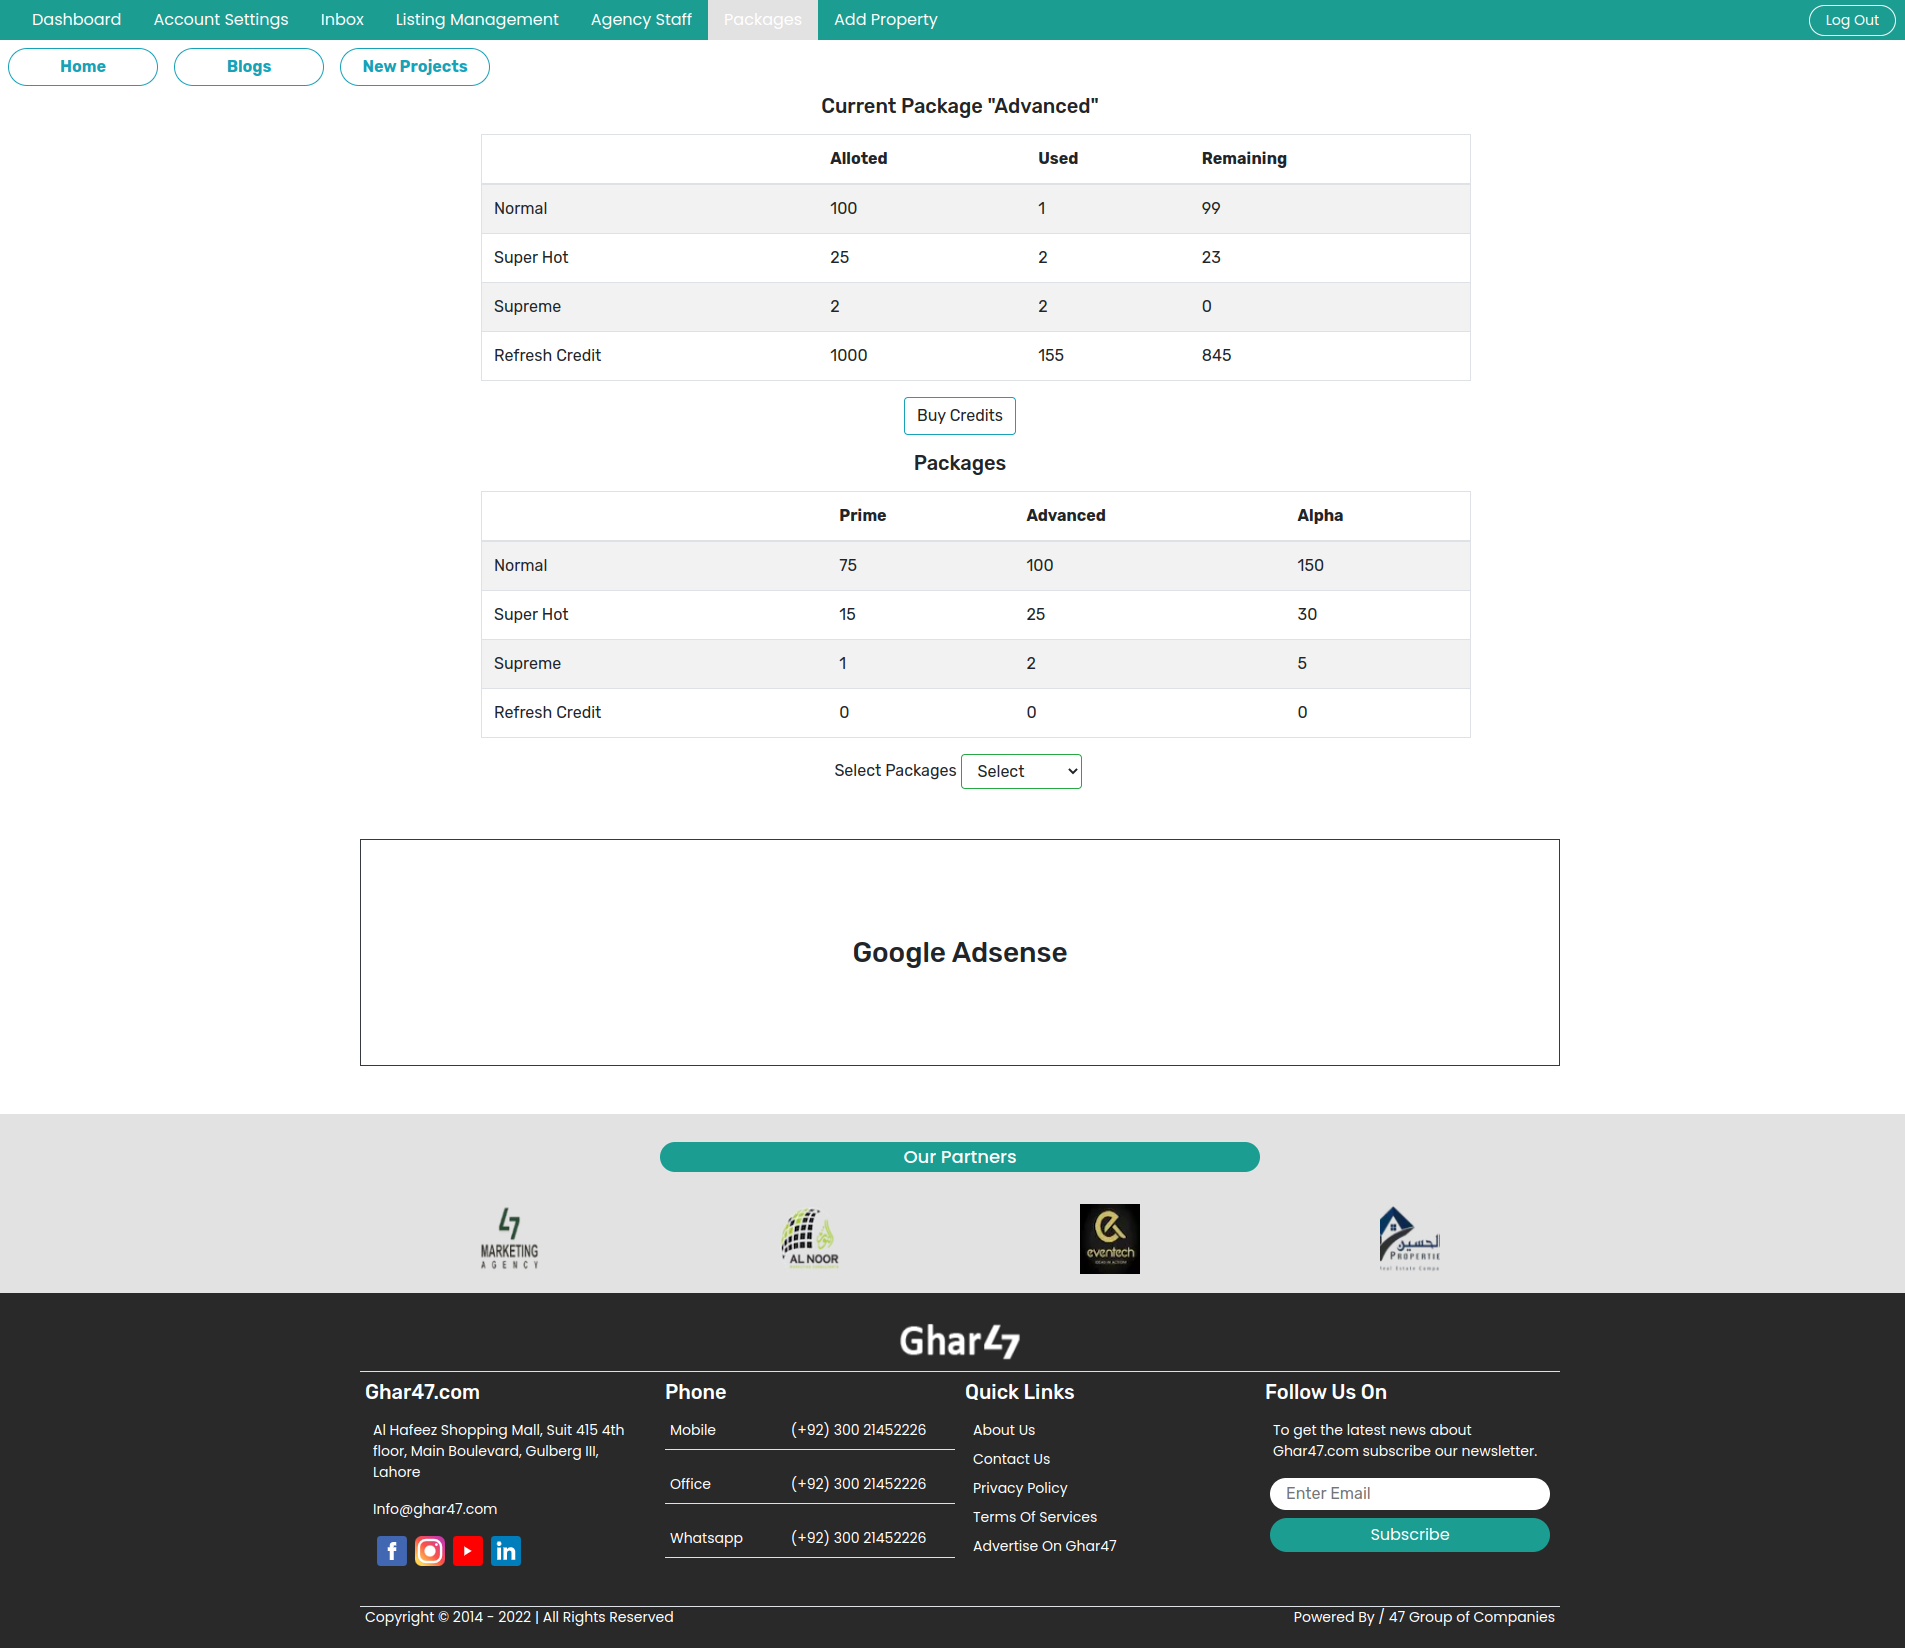 Dashboard Account Settings Inbox Listing Management Agency Staff Packages Add Property Log Out
Home Blogs New Projects
Current Package "Advanced"
Alloted Used Remaining
Normal 100 1 99
Super Hot 25 2 23
Supreme 2 2 0
Refresh Credit 1000 155 845
Buy Credits
Packages
Prime Advanced Alpha
Normal 75 100 150
Super Hot 15 25 30
Supreme 1 2 5
Refresh Credit 0 0 0
Select Packages Select
Google Adsense
Our Partners
47
MARKETING
AGENCY
AL NOOR
eventech
الحسين
PROPERTIE
Ghar47
Ghar47.com
Al Hafeez Shopping Mall, Suit 415 4th
floor, Main Boulevard, Gulberg III,
Lahore
Info@ghar47.com
Phone
Mobile (+92) 300 21452226
Office (+92) 300 21452226
Whatsapp (+92) 300 21452226
Quick Links
About Us
Contact Us
Privacy Policy
Terms Of Services
Advertise On Ghar47
Follow Us On
To get the latest news about
Ghar47.com subscribe our newsletter.
Enter Email
Subscribe
Copyright © 2014 - 2022 | All Rights Reserved
Powered By / 47 Group of Companies